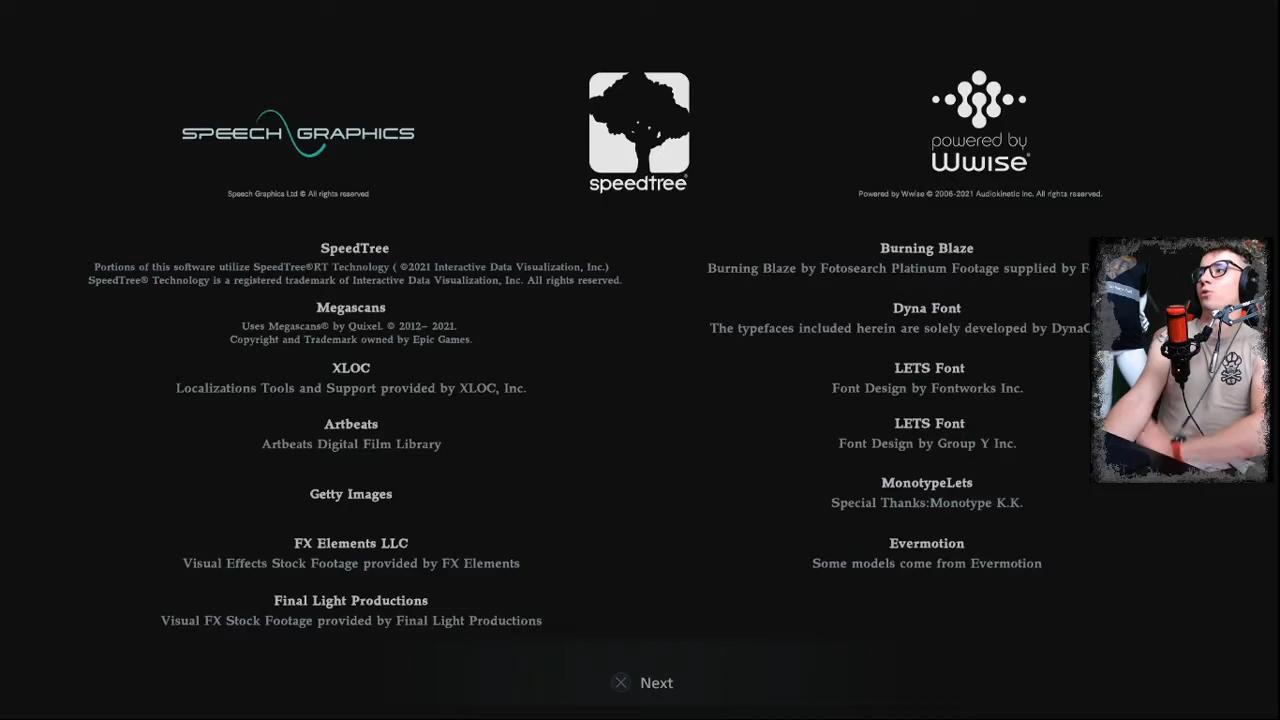 SPEECH GRAPHICS
Speech Graphics Ltd © All rights reserved
speedtree®
powered by
Wwise®
Powered by Wwise © 2006-2021 Audiokinetic Inc. All rights reserved.
SpeedTree
Portions of this software utilize SpeedTree®RT Technology ( ©2021 Interactive Data Visualization, Inc.)
SpeedTree® Technology is a registered trademark of Interactive Data Visualization, Inc. All rights reserved.
Megascans
Uses Megascans® by Quixel. © 2012– 2021.
Copyright and Trademark owned by Epic Games.
XLOC
Localizations Tools and Support provided by XLOC, Inc.
Artbeats
Artbeats Digital Film Library
Getty Images
FX Elements LLC
Visual Effects Stock Footage provided by FX Elements
Final Light Productions
Visual FX Stock Footage provided by Final Light Productions
Burning Blaze
Burning Blaze by Fotosearch Platinum Footage supplied by
Dyna Font
The typefaces included herein are solely developed by
LETS Font
Font Design by Fontworks Inc.
LETS Font
Font Design by Group Y Inc.
MonotypeLets
Special Thanks:Monotype K.K.
Evermotion
Some models come from Evermotion
Next